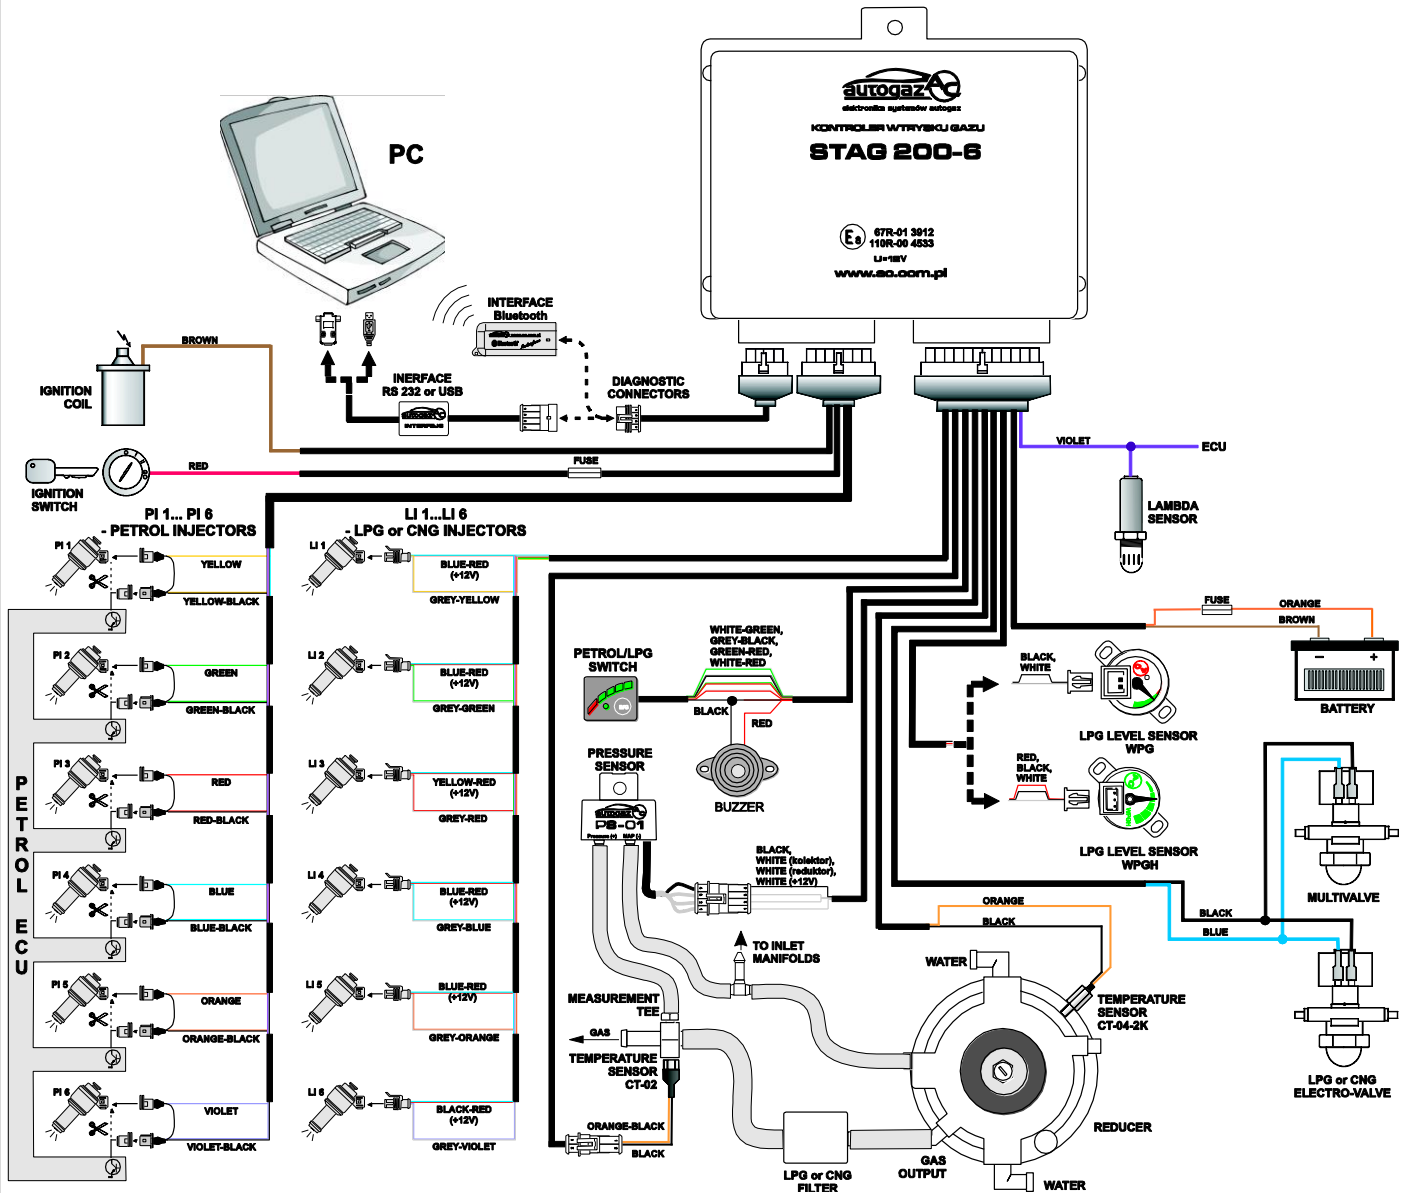 autogaz AC
elektronika systemów autogaz
KONTROLER WTRYSKU GAZU
STAG 200-6
E8
67R-01 3912
110R-00 4533
U=12V
www.ac.com.pl
PC
INTERFACE
Bluetooth
Bluetooth
BROWN
IGNITION
COIL
INERFACE
RS 232 or USB
autogaz
INTERFEJS
DIAGNOSTIC
CONNECTORS
RED
FUSE
IGNITION
SWITCH
VIOLET
ECU
LAMBDA
SENSOR
PI 1... PI 6
- PETROL INJECTORS
LI 1...LI 6
- LPG or CNG INJECTORS
PI 1
YELLOW
YELLOW-BLACK
PI 2
GREEN
GREEN-BLACK
PI 3
RED
RED-BLACK
PI 4
BLUE
BLUE-BLACK
PI 5
ORANGE
ORANGE-BLACK
PI 6
VIOLET
VIOLET-BLACK
PETROL ECU
LI 1
BLUE-RED
(+12V)
GREY-YELLOW
LI 2
BLUE-RED
(+12V)
GREY-GREEN
LI 3
YELLOW-RED
(+12V)
GREY-RED
LI 4
BLUE-RED
(+12V)
GREY-BLUE
LI 5
BLUE-RED
(+12V)
GREY-ORANGE
LI 6
BLACK-RED
(+12V)
GREY-VIOLET
PETROL/LPG
SWITCH
WHITE-GREEN,
GREY-BLACK,
GREEN-RED,
WHITE-RED
BLACK
RED
BUZZER
PRESSURE
SENSOR
autogaz
PS-01
Pressure (+) MAP (-)
BLACK,
WHITE (kolektor),
WHITE (reduktor),
WHITE (+12V)
TO INLET
MANIFOLDS
MEASUREMENT
TEE
GAS
TEMPERATURE
SENSOR
CT-02
ORANGE-BLACK
BLACK
LPG or CNG
FILTER
GAS
OUTPUT
WATER
WATER
REDUCER
ORANGE
BLACK
TEMPERATURE
SENSOR
CT-04-2K
FUSE
ORANGE
BROWN
- +
BATTERY
BLACK,
WHITE
LPG LEVEL SENSOR
WPG
RED,
BLACK,
WHITE
WPGH
LPG LEVEL SENSOR
WPGH
MULTIVALVE
BLACK
BLUE
LPG or CNG
ELECTRO-VALVE